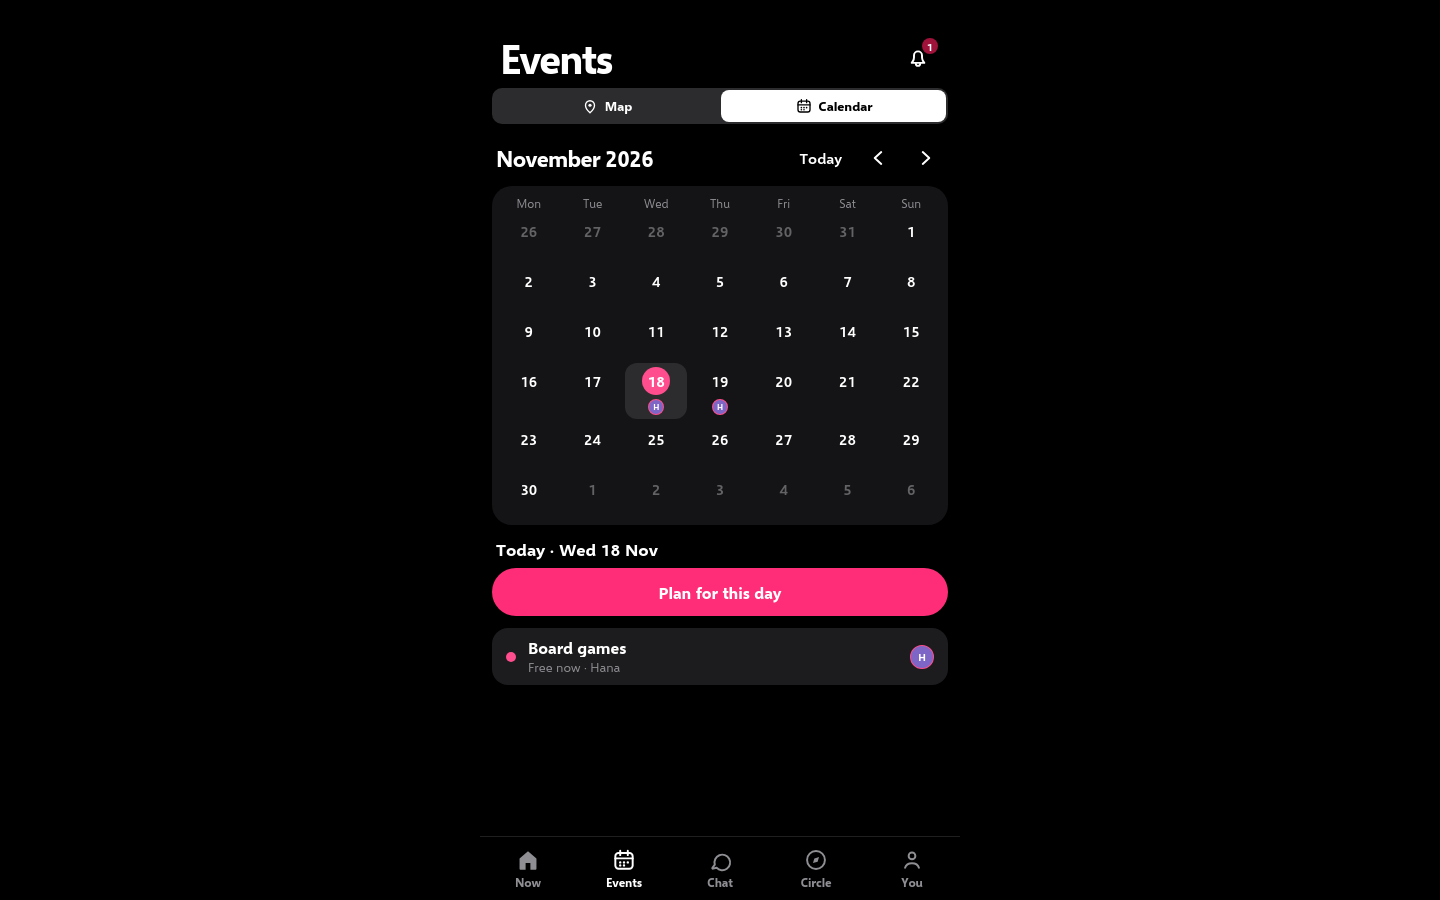 Events
1
Map
Calendar
November 2026
Today
Mon Tue Wed Thu Fri Sat Sun
26 27 28 29 30 31 1
2 3 4 5 6 7 8
9 10 11 12 13 14 15
16 17 18 19 20 21 22
H H
23 24 25 26 27 28 29
30 1 2 3 4 5 6
Today · Wed 18 Nov
Plan for this day
Board games
Free now · Hana
H
Now Events Chat Circle You